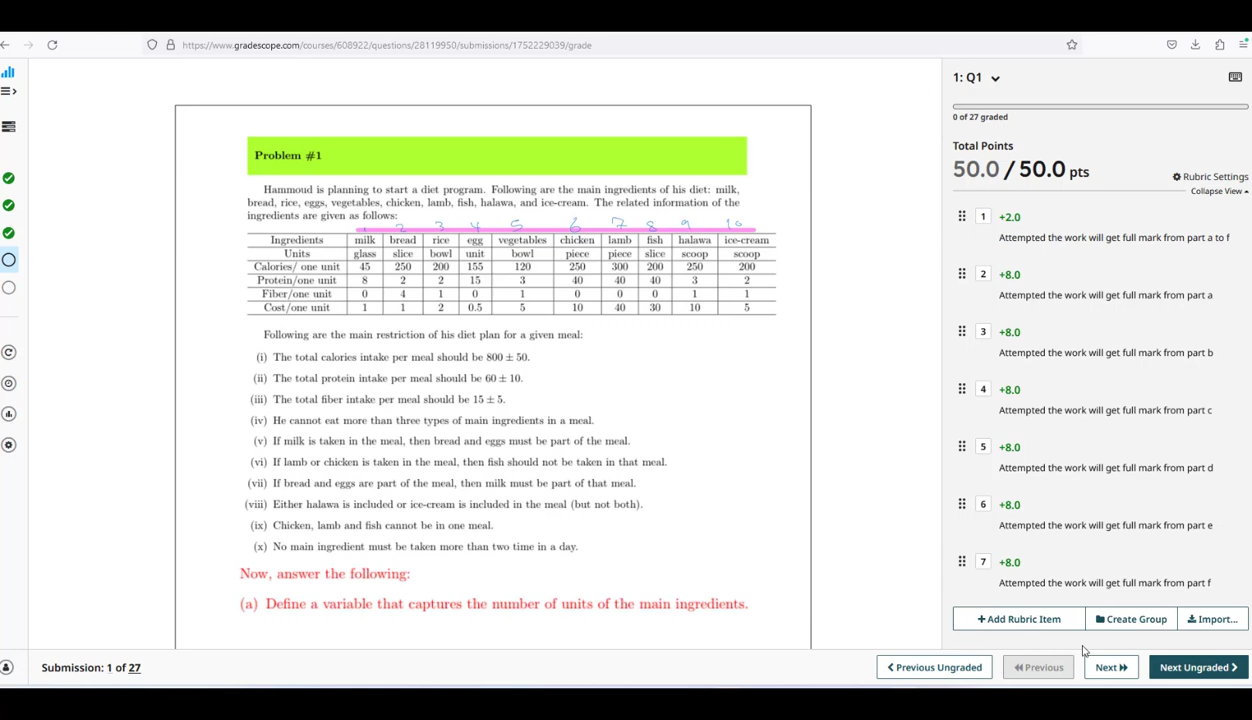 https://www.gradescope.com/courses/608922/questions/28119950/submissions/1752229039/grade
1: Q1
0 of 27 graded
Total Points
50.0 / 50.0 pts
Rubric Settings
Collapse View
1 +2.0
Attempted the work will get full mark from part a to f
2 +8.0
Attempted the work will get full mark from part a
3 +8.0
Attempted the work will get full mark from part b
4 +8.0
Attempted the work will get full mark from part c
5 +8.0
Attempted the work will get full mark from part d
6 +8.0
Attempted the work will get full mark from part e
7 +8.0
Attempted the work will get full mark from part f
+ Add Rubric Item
Create Group
Import...
Problem #1
Hammoud is planning to start a diet program. Following are the main ingredients of his diet: milk,
bread, rice, eggs, vegetables, chicken, lamb, fish, halawa, and ice-cream. The related information of the
ingredients are given as follows:
1 2 3 4 5 6 7 8 9 10
Ingredients milk bread rice egg vegetables chicken lamb fish halawa ice-cream
Units glass slice bowl unit bowl piece piece slice scoop scoop
Calories/ one unit 45 250 200 155 120 250 300 200 250 200
Protein/one unit 8 2 2 15 3 40 40 40 3 2
Fiber/one unit 0 4 1 0 1 0 0 0 1 1
Cost/one unit 1 1 2 0.5 5 10 40 30 10 5
Following are the main restriction of his diet plan for a given meal:
(i) The total calories intake per meal should be 800 ± 50.
(ii) The total protein intake per meal should be 60 ± 10.
(iii) The total fiber intake per meal should be 15 ± 5.
(iv) He cannot eat more than three types of main ingredients in a meal.
(v) If milk is taken in the meal, then bread and eggs must be part of the meal.
(vi) If lamb or chicken is taken in the meal, then fish should not be taken in that meal.
(vii) If bread and eggs are part of the meal, then milk must be part of that meal.
(viii) Either halawa is included or ice-cream is included in the meal (but not both).
(ix) Chicken, lamb and fish cannot be in one meal.
(x) No main ingredient must be taken more than two time in a day.
Now, answer the following:
(a) Define a variable that captures the number of units of the main ingredients.
Submission: 1 of 27
Previous Ungraded
Previous
Next
Next Ungraded